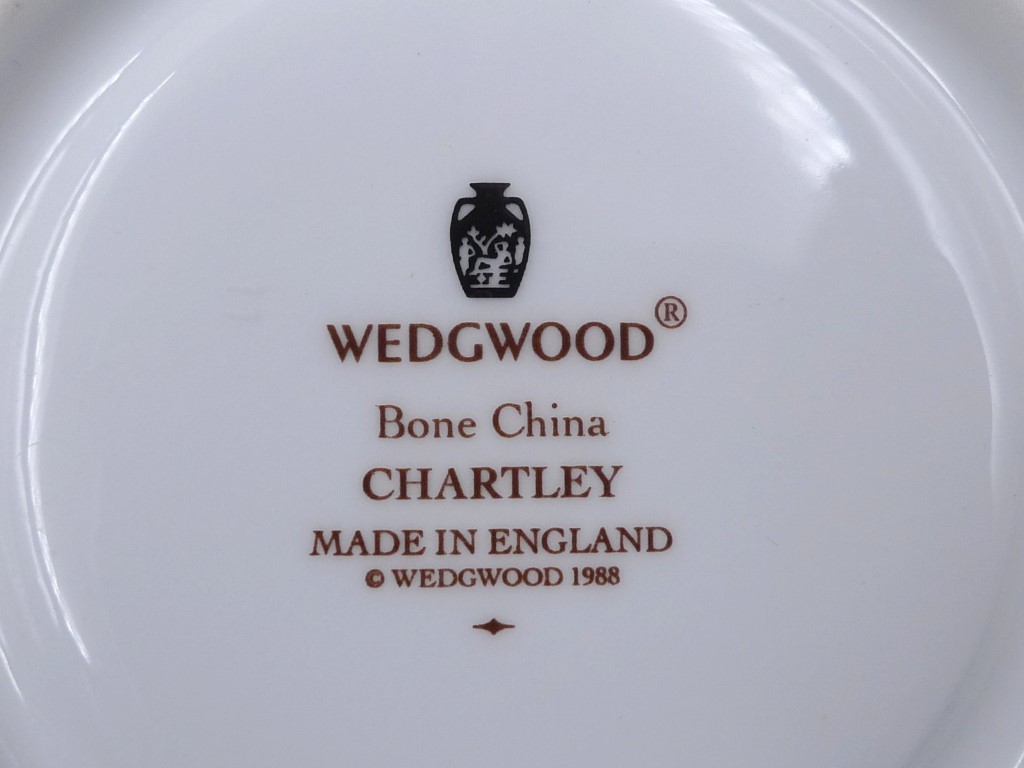 WEDGWOOD®
Bone China
CHARTLEY
MADE IN ENGLAND
© WEDGWOOD 1988